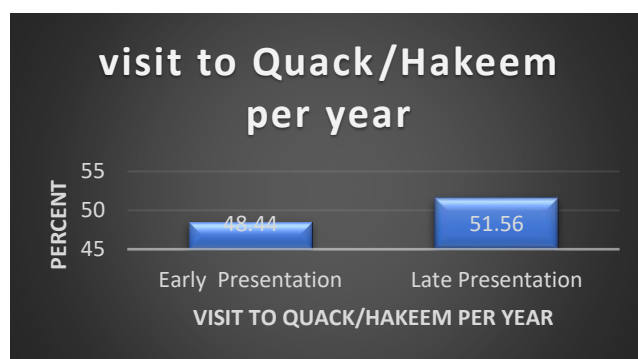 visit to Quack/Hakeem
per year
PERCENT
55
50
45
48.44
51.56
Early Presentation
Late Presentation
VISIT TO QUACK/HAKEEM PER YEAR